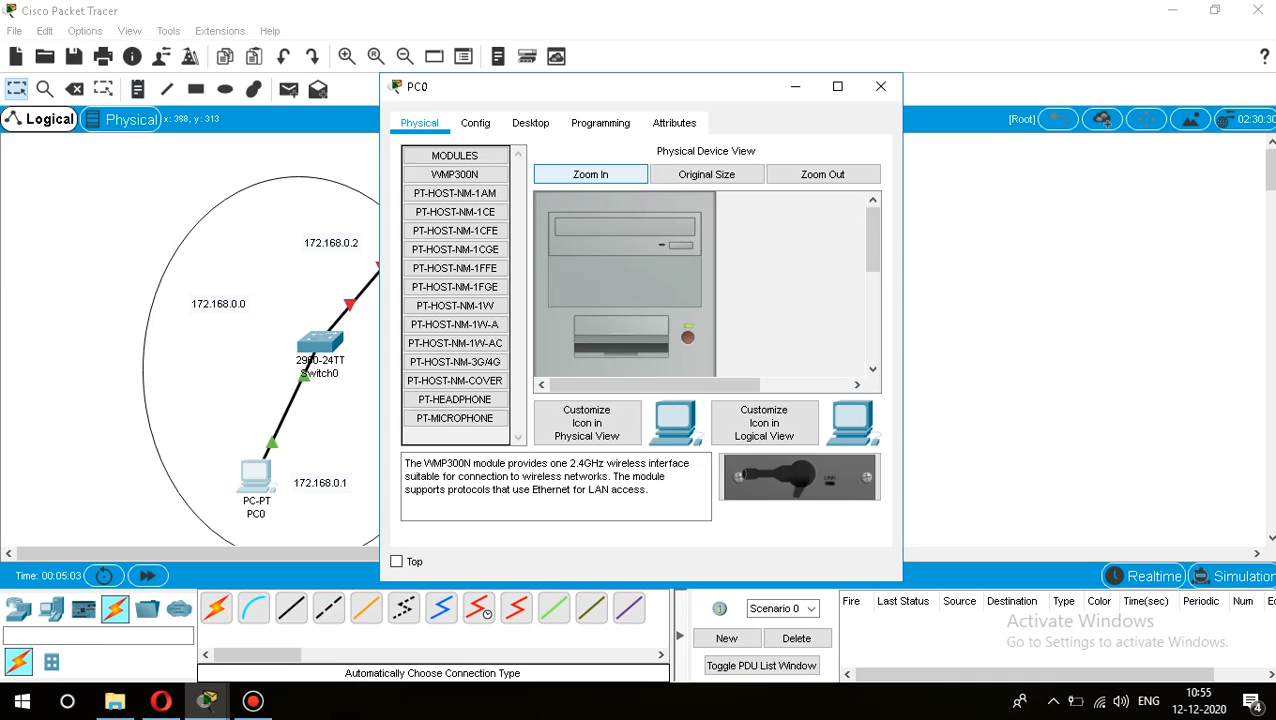 Cisco Packet Tracer
File Edit Options View Tools Extensions Help
Logical
Physical
x: 388, y: 313
[Root]
02:30:30
172.168.0.2
172.168.0.0
2960-24TT
Switch0
172.168.0.1
PC-PT
PC0
PC0
Physical Config Desktop Programming Attributes
MODULES
WMP300N
PT-HOST-NM-1AM
PT-HOST-NM-1CE
PT-HOST-NM-1CFE
PT-HOST-NM-1CGE
PT-HOST-NM-1FFE
PT-HOST-NM-1FGE
PT-HOST-NM-1W
PT-HOST-NM-1W-A
PT-HOST-NM-1W-AC
PT-HOST-NM-3G/4G
PT-HOST-NM-COVER
PT-HEADPHONE
PT-MICROPHONE
Physical Device View
Zoom In Original Size Zoom Out
Customize
Icon in
Physical View
Customize
Icon in
Logical View
The WMP300N module provides one 2.4GHz wireless interface
suitable for connection to wireless networks. The module
supports protocols that use Ethernet for LAN access.
LINK
Top
Time: 00:05:03
Realtime
Simulation
Scenario 0
New Delete
Toggle PDU List Window
Automatically Choose Connection Type
Fire Last Status Source Destination Type Color Time(sec) Periodic Num
Activate Windows
Go to Settings to activate Windows.
ENG
10:55
12-12-2020
4